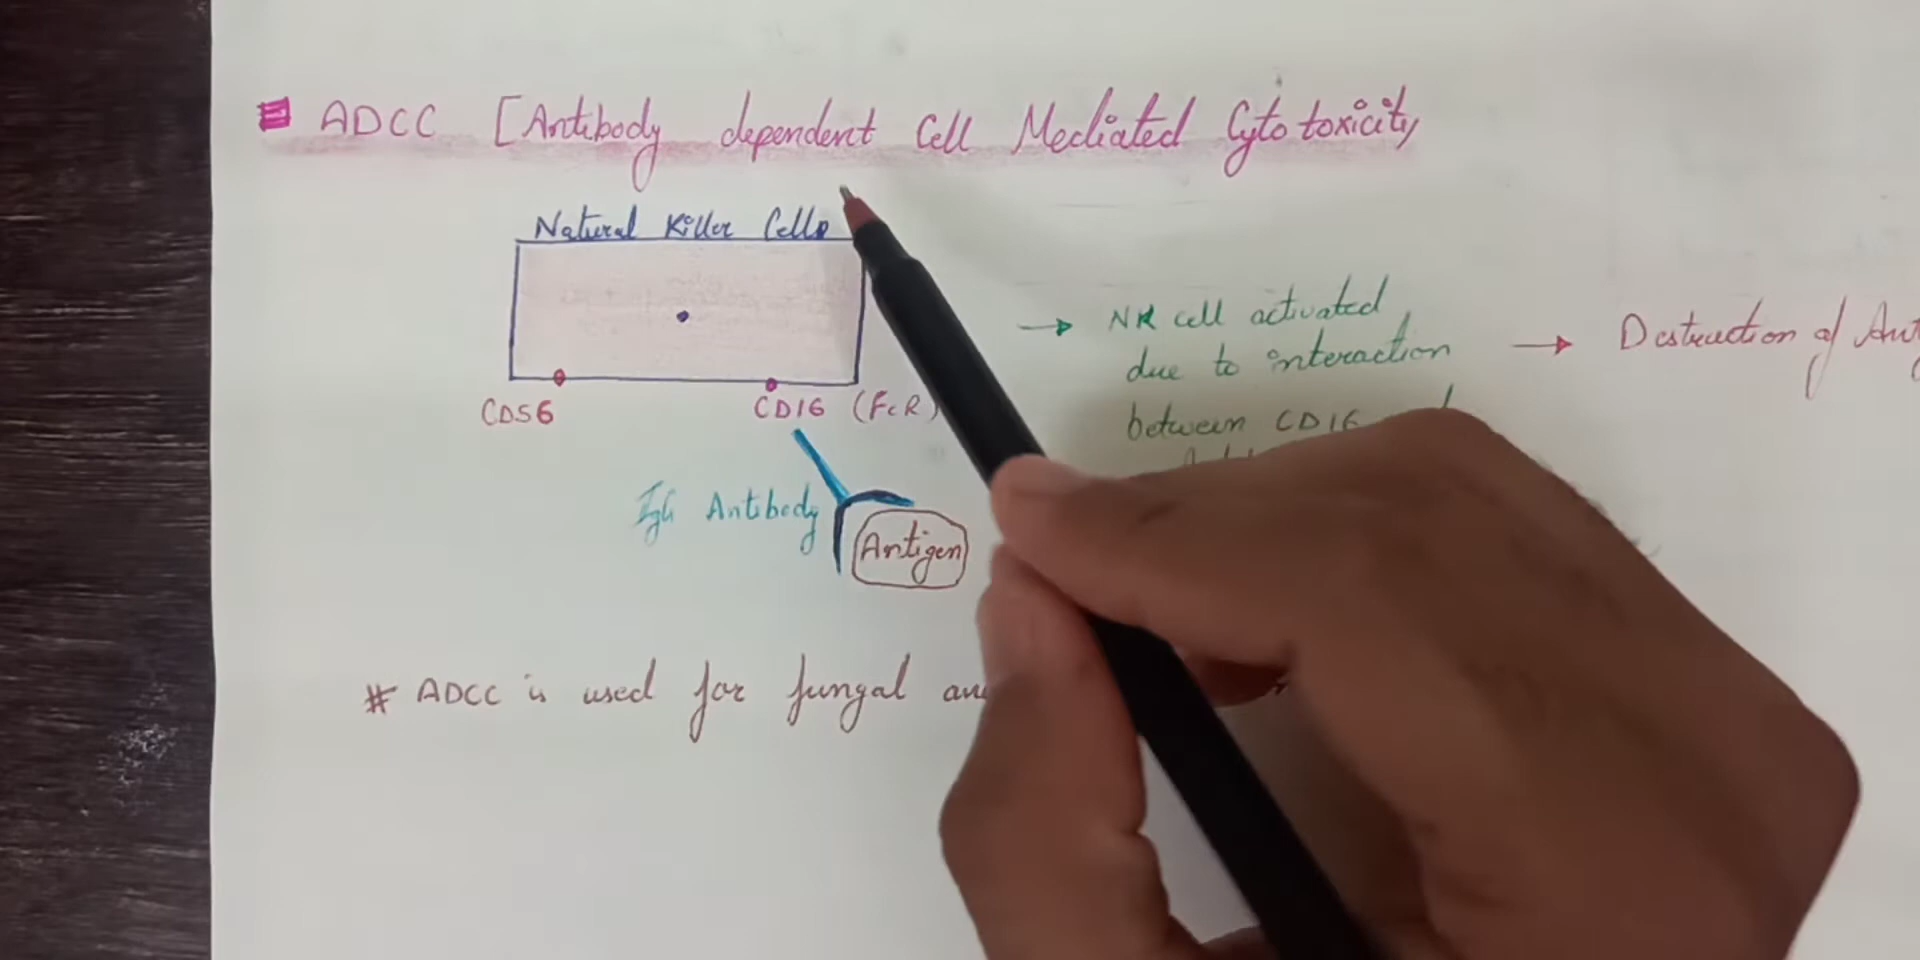 ADCC [Antibody dependent Cell Mediated Cytotoxicity
Natural Killer Cells
CD56
CD16 (FcR)
IgG Antibody
Antigen
→ NK cell activated
due to interaction
between CD16
→ Destruction of
# ADCC is used for fungal